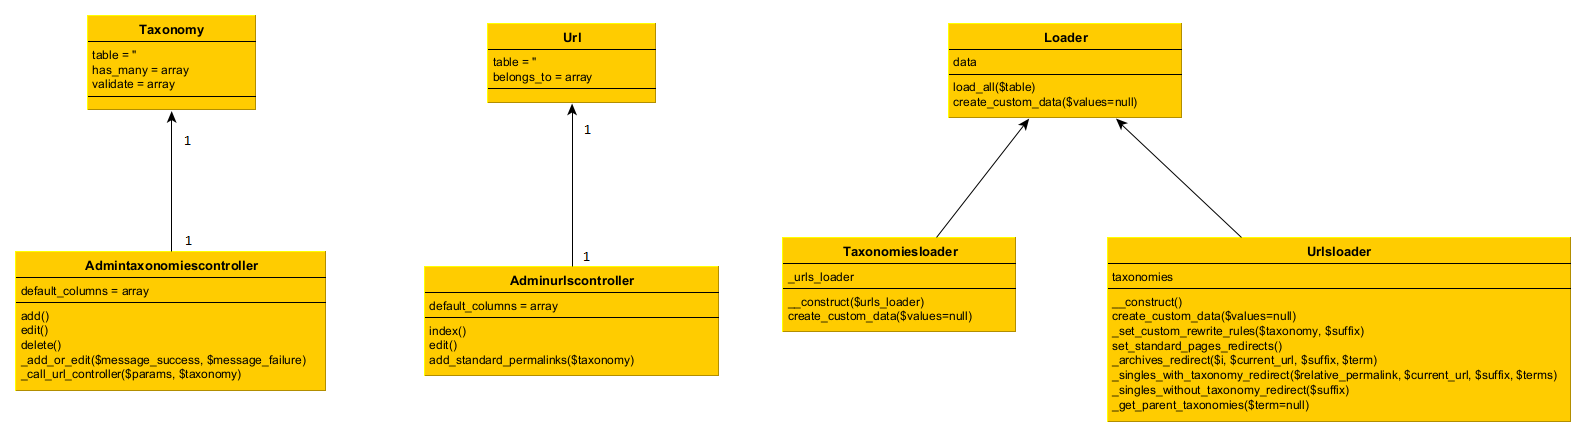 Taxonomy
table = ''
has_many = array
validate = array
1
1
Admintaxonomiescontroller
default_columns = array
add()
edit()
delete()
_add_or_edit($message_success, $message_failure)
_call_url_controller($params, $taxonomy)
Url
table = ''
belongs_to = array
1
1
Adminurlscontroller
default_columns = array
index()
edit()
add_standard_permalinks($taxonomy)
Loader
data
load_all($table)
create_custom_data($values=null)
Taxonomiesloader
_urls_loader
__construct($urls_loader)
create_custom_data($values=null)
Urlsloader
taxonomies
__construct()
create_custom_data($values=null)
_set_custom_rewrite_rules($taxonomy, $suffix)
set_standard_pages_redirects()
_archives_redirect($i, $current_url, $suffix, $term)
_singles_with_taxonomy_redirect($relative_permalink, $current_url, $suffix, $terms)
_singles_without_taxonomy_redirect($suffix)
_get_parent_taxonomies($term=null)